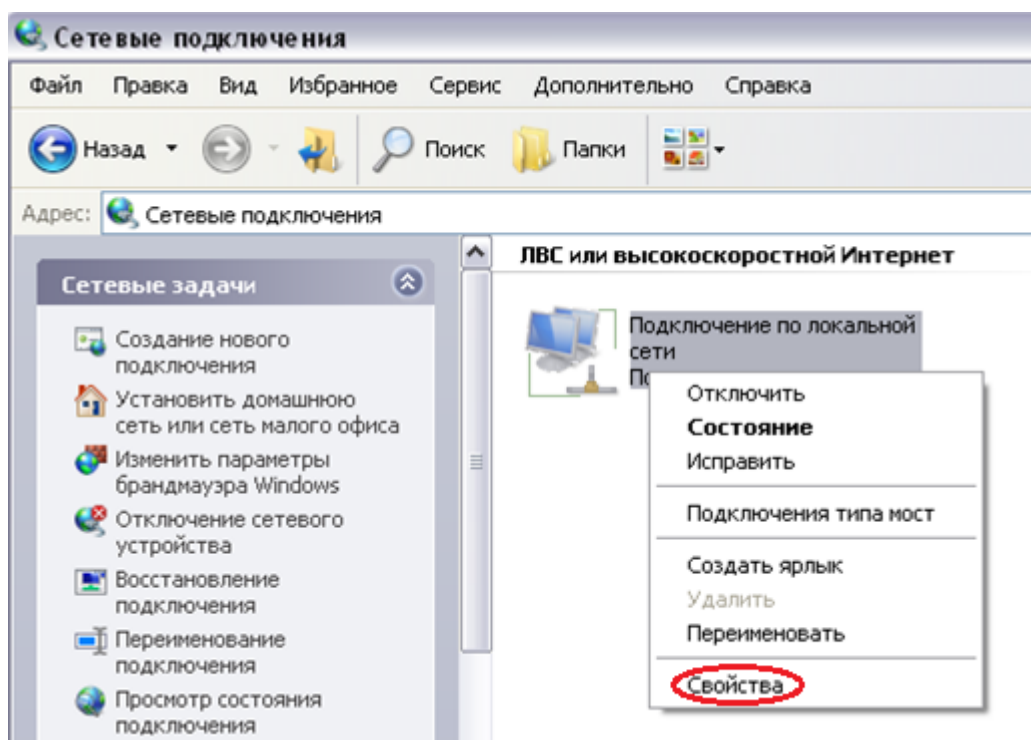 Сетевые подключения
Файл Правка Вид Избранное Сервис Дополнительно Справка
Назад Поиск Папки
Адрес: Сетевые подключения
Сетевые задачи
Создание нового
подключения
Установить домашнюю
сеть или сеть малого офиса
Изменить параметры
брандмауэра Windows
Отключение сетевого
устройства
Восстановление
подключения
Переименование
подключения
Просмотр состояния
подключения
ЛВС или высокоскоростной Интернет
Подключение по локальной
сети
Отключить
Состояние
Исправить
Подключения типа мост
Создать ярлык
Удалить
Переименовать
Свойства